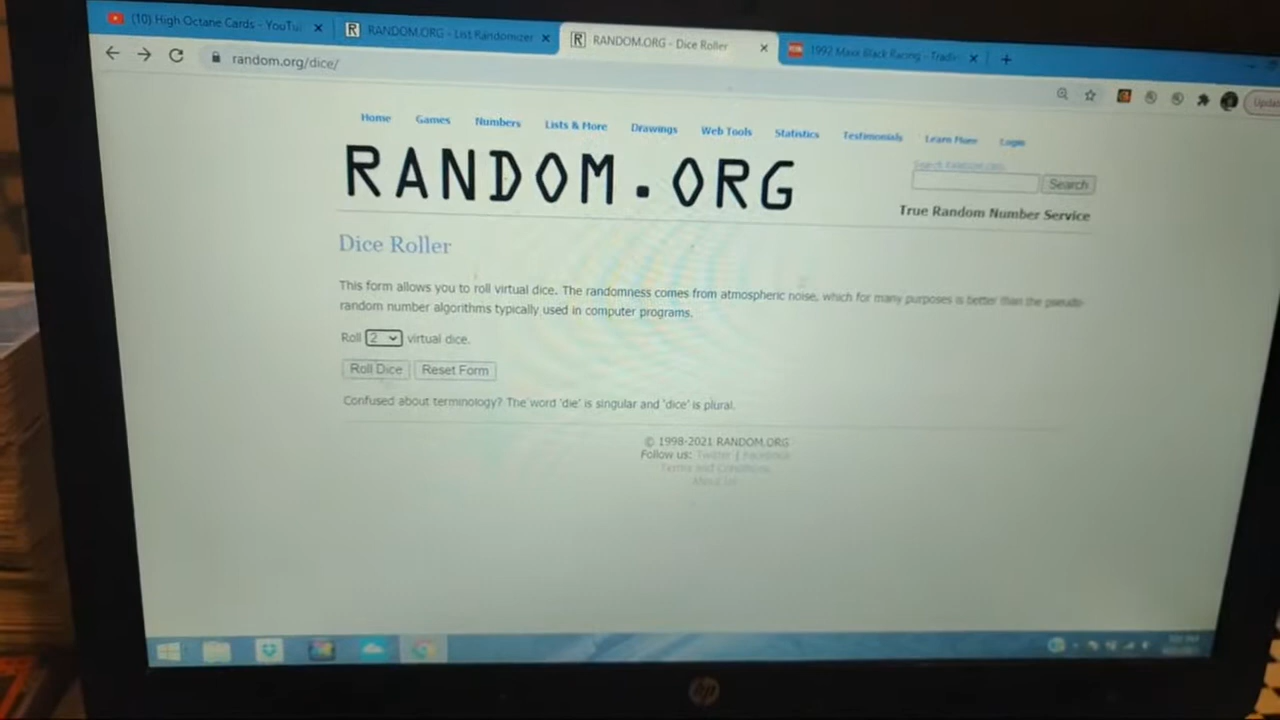 (10) High Octane Cards - YouTu
RANDOM.ORG - List Randomizer
RANDOM.ORG - Dice Roller
1992 Maxx Black Racing - Tradi
random.org/dice/
Updat
Home Games Numbers Lists & More Drawings Web Tools Statistics Testimonials Learn More Login
RANDOM.ORG
Search
True Random Number Service
Dice Roller
This form allows you to roll virtual dice. The randomness comes from atmospheric noise, which for many purposes is better than the pseudo-
random number algorithms typically used in computer programs.
Roll 2 virtual dice.
Roll Dice Reset Form
Confused about terminology? The word 'die' is singular and 'dice' is plural.
© 1998-2021 RANDOM.ORG
Follow us: Twitter | Facebook
Terms and Conditions
About Us
hp